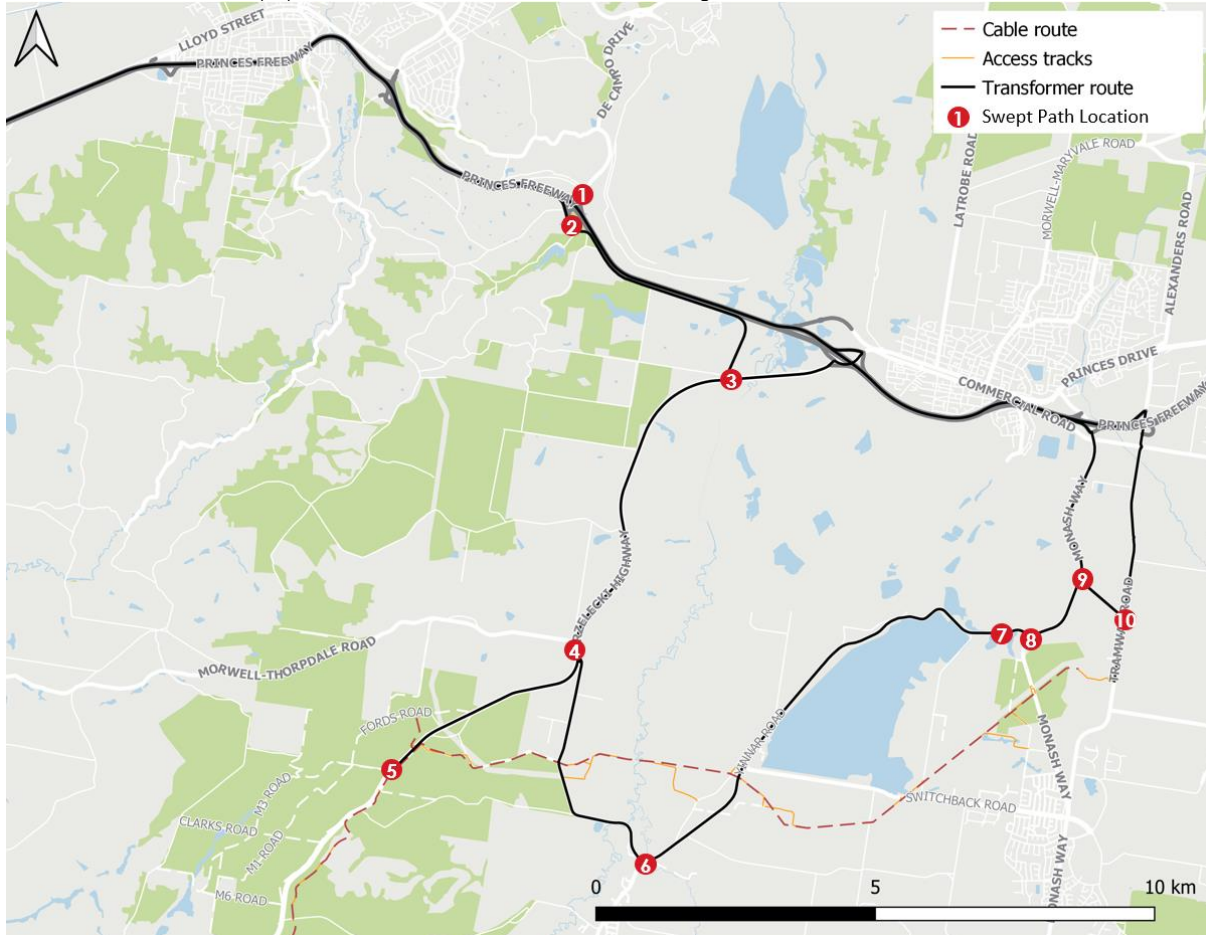 LLOYD STREET
PRINCES FREEWAY
DE CAMPO DRIVE
Cable route
Access tracks
Transformer route
1 Swept Path Location
LATROBE ROAD
MORWELL-MARYVALE ROAD
ALEXANDERS ROAD
PRINCES FREEWAY
1
2
3
PRINCES DRIVE
COMMERCIAL ROAD
PRINCES FREEWAY
MONASH WAY
RZELECKI HIGHWAY
9
10
TRAMWAY ROAD
7
8
4
MORWELL-THORPDALE ROAD
FORDS ROAD
5
M3 ROAD
CLARKS ROAD
M1 ROAD
M6 ROAD
YINNAR ROAD
SWITCHBACK ROAD
MONASH WAY
MONASH WAY
6
0 5 10 km